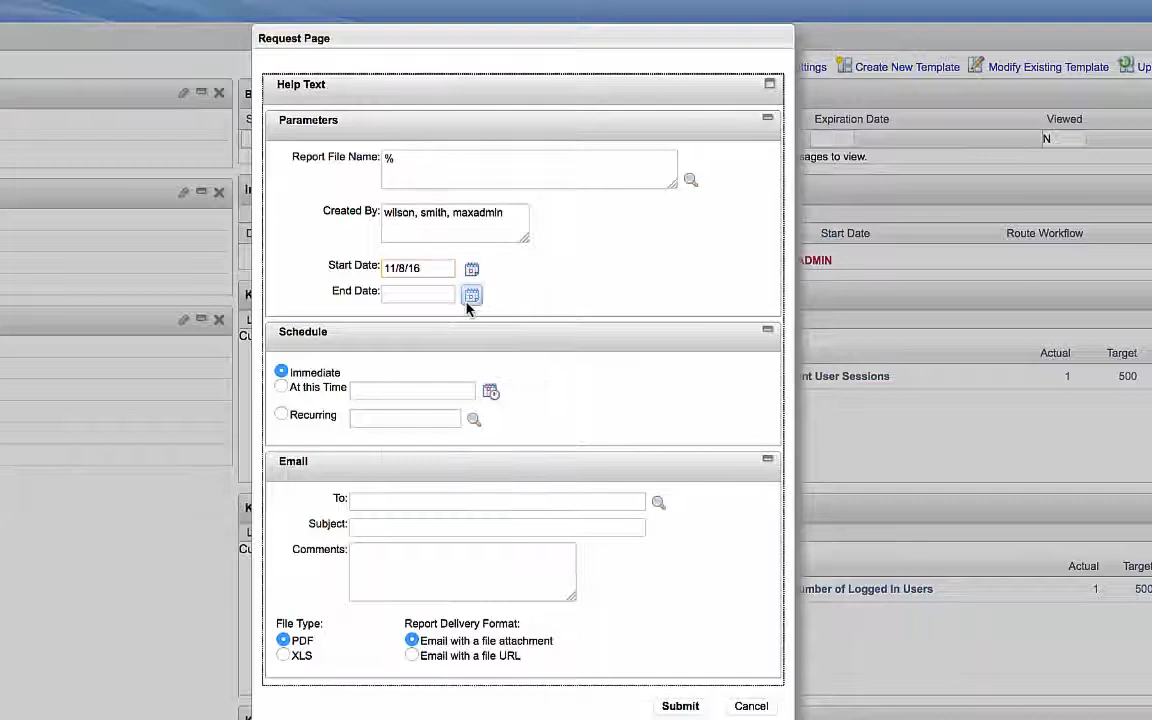 Request Page
Help Text
Parameters
Report File Name: %
Created By: wilson, smith, maxadmin
Start Date: 11/8/16
End Date:
Schedule
Immediate
At this Time
Recurring
Email
To:
Subject:
Comments:
File Type:
PDF
XLS
Report Delivery Format:
Email with a file attachment
Email with a file URL
Submit Cancel
ttings Create New Template Modify Existing Template Up
Expiration Date Viewed
N
sages to view.
Start Date Route Workflow
ADMIN
Actual Target
nt User Sessions 1 500
Actual Target
umber of Logged In Users 1 500